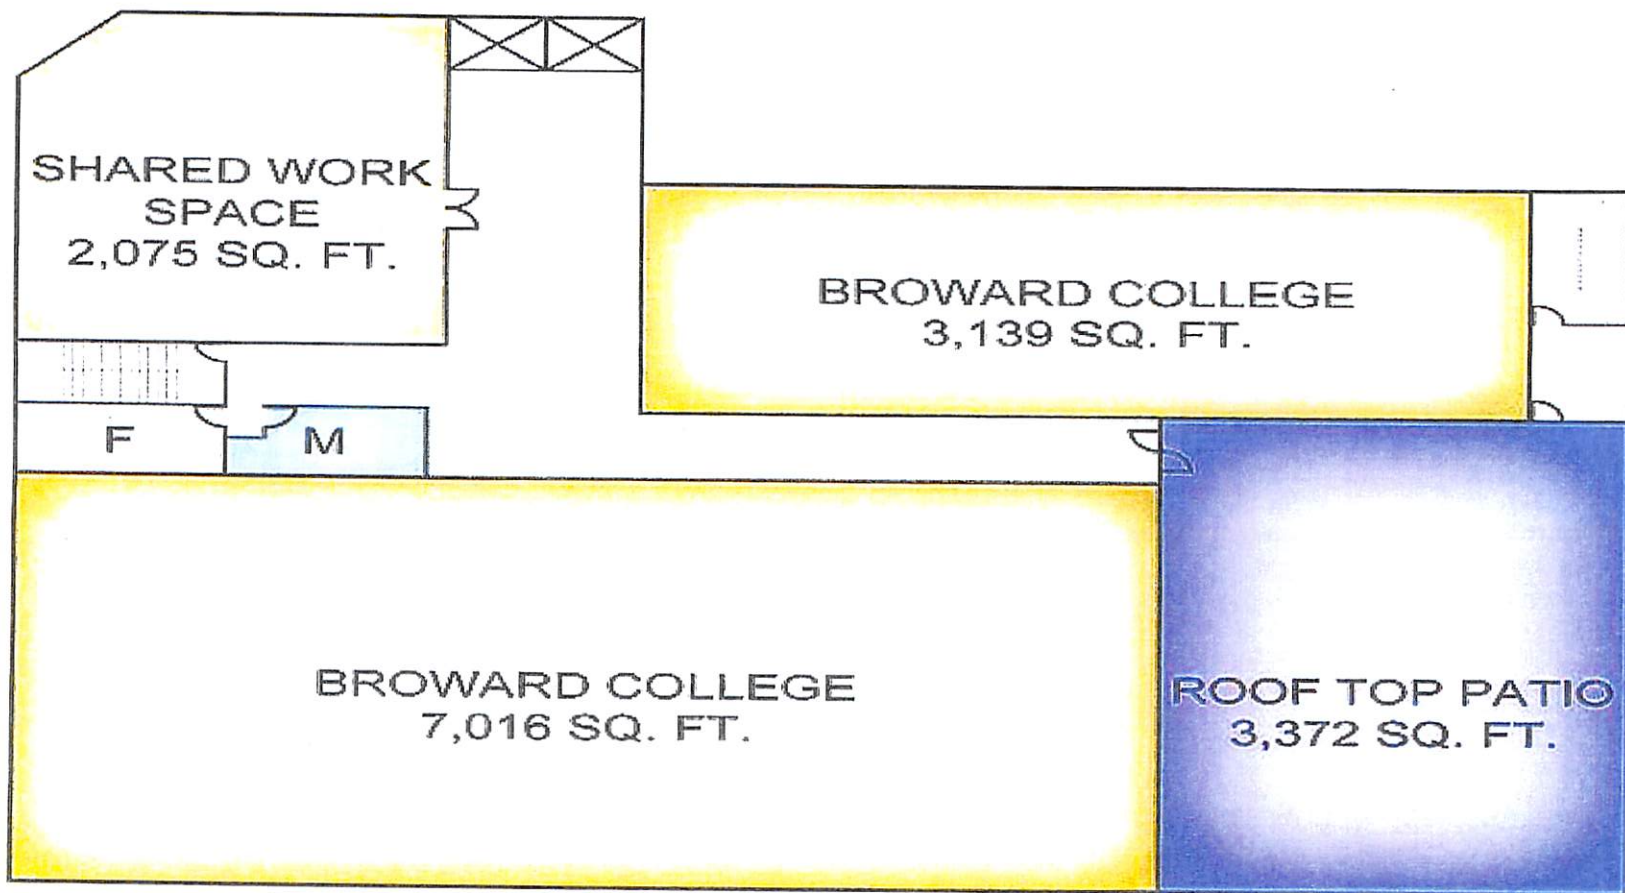 SHARED WORK
SPACE
2,075 SQ. FT.
BROWARD COLLEGE
3,139 SQ. FT.
F
M
BROWARD COLLEGE
7,016 SQ. FT.
ROOF TOP PATIO
3,372 SQ. FT.